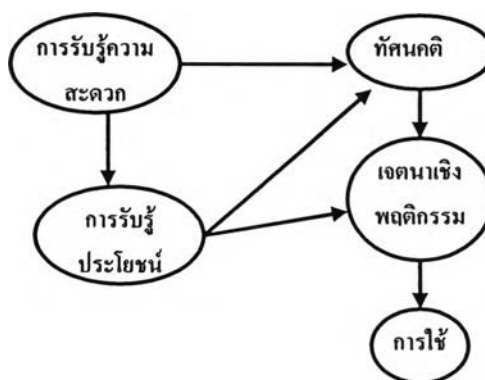 การรับรู้ความ
สะดวก
ทัศนคติ
การรับรู้
ประโยชน์
เจตนาเชิง
พฤติกรรม
การใช้